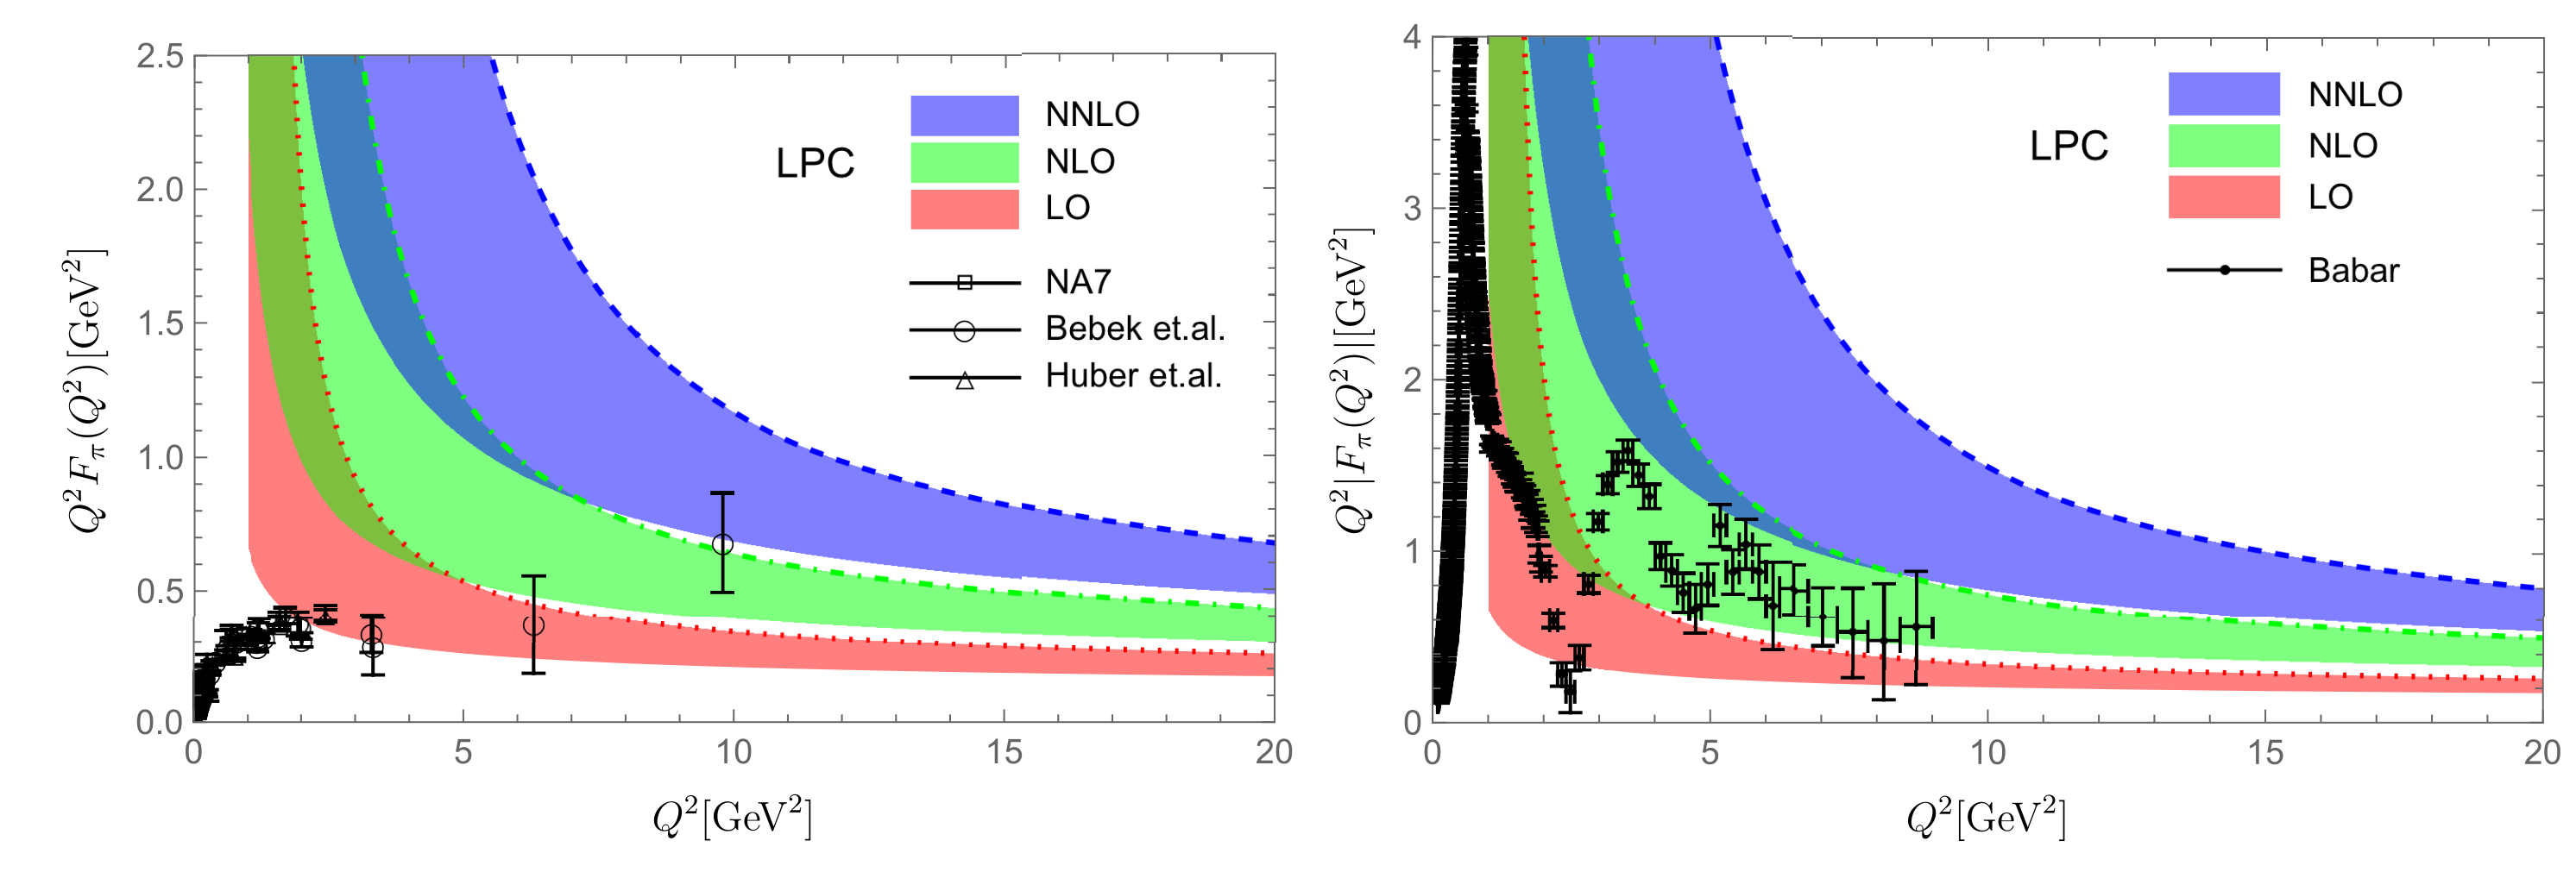 2.5
2.0
1.5
1.0
0.5
0.0
0 5 10 15 20
Q²Fπ(Q²)[GeV²]
Q²[GeV²]
LPC
NNLO
NLO
LO
NA7
Bebek et.al.
Huber et.al.
4
3
2
1
0
0 5 10 15 20
Q²|Fπ(Q²)||GeV²]
Q²[GeV²]
LPC
NNLO
NLO
LO
Babar